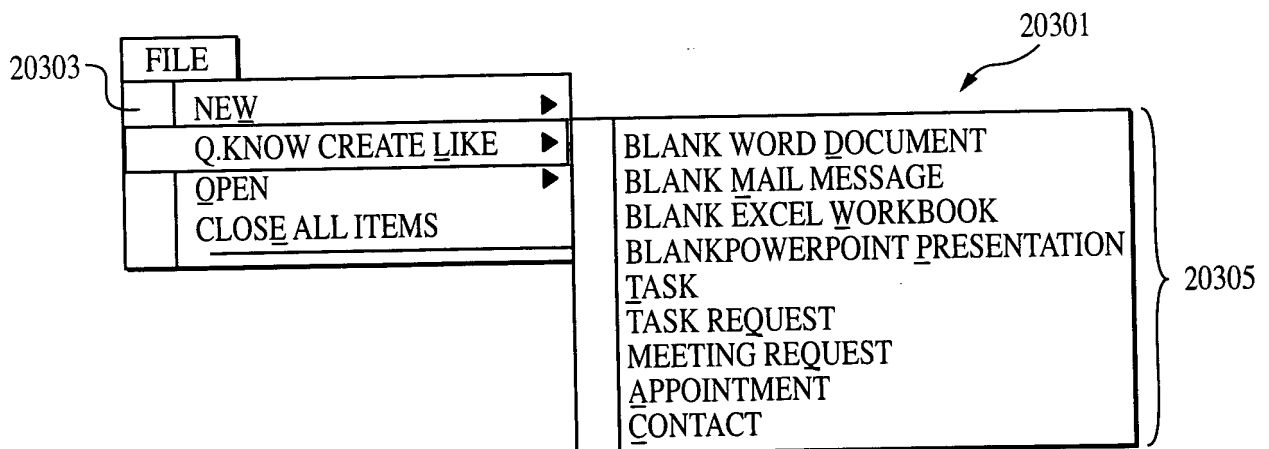 20301
FILE
20303
NEW
Q.KNOW CREATE LIKE
OPEN
CLOSE ALL ITEMS
BLANK WORD DOCUMENT
BLANK MAIL MESSAGE
BLANK EXCEL WORKBOOK
BLANKPOWERPOINT PRESENTATION
TASK
TASK REQUEST
MEETING REQUEST
APPOINTMENT
CONTACT
20305